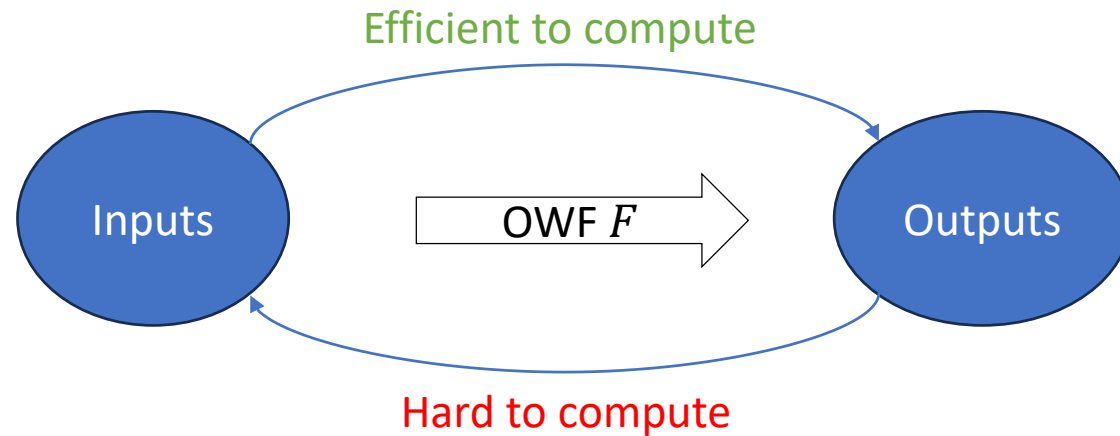 Efficient to compute
Inputs
OWF F
Outputs
Hard to compute